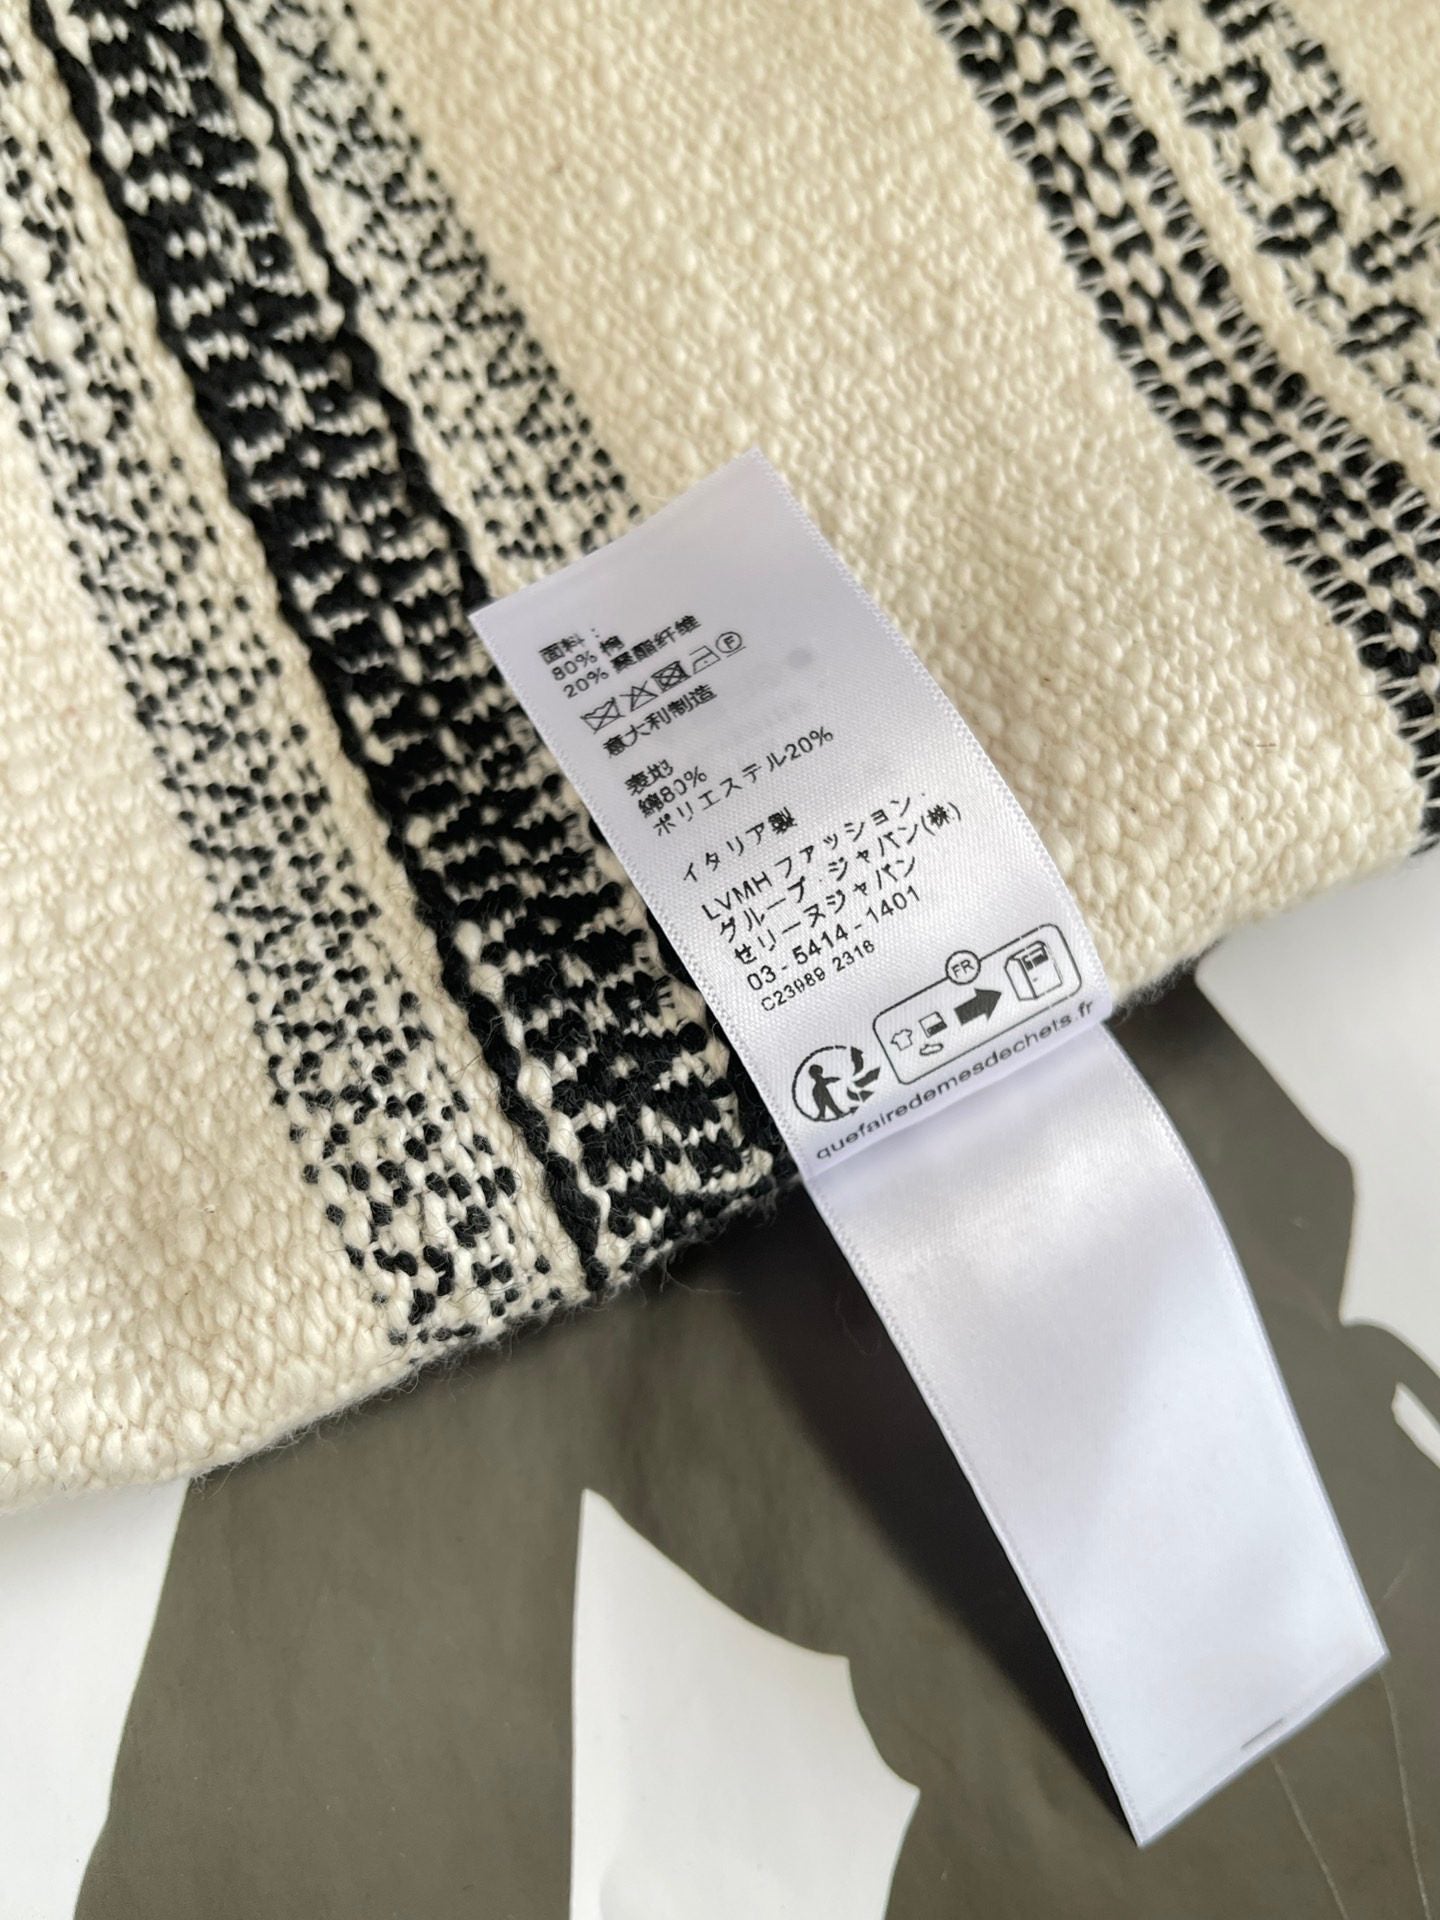 面料：
80% 棉
20% 聚酯纤维
F
意大利制造
表地
綿80%
ポリエステル20%
イタリア製
LVMH ファッション.
グループ.ジャパン(株)
セリーヌジャパン
03 - 5414 - 1401
C23989 2316
FR
quefairedemesdechets.fr